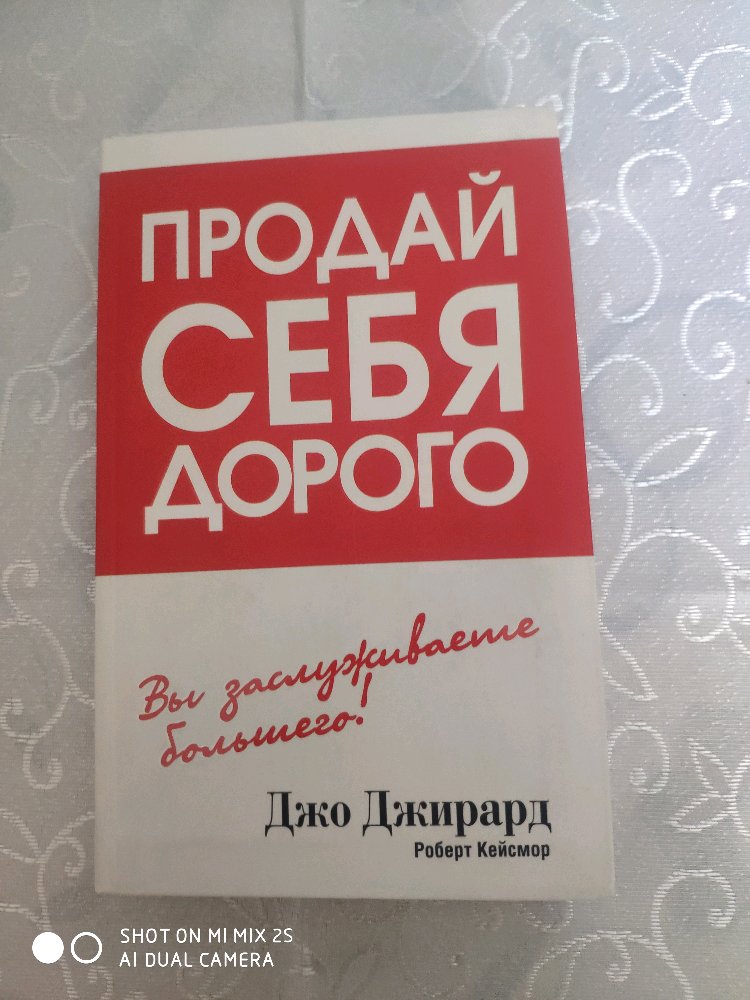 ПРОДАЙ
СЕБЯ
ДОРОГО
Вы заслуживаете
большего!
Джо Джирард
Роберт Кейсмор
SHOT ON MI MIX 2S
AI DUAL CAMERA